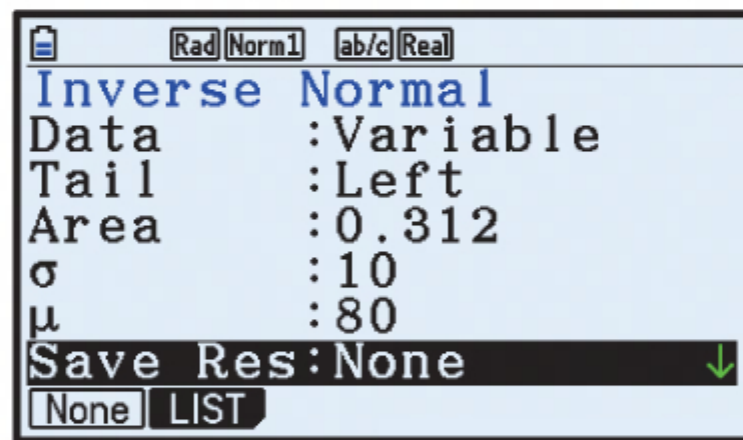 Rad Norm1 ab/c Real
Inverse Normal
Data :Variable
Tail :Left
Area :0.312
σ :10
μ :80
Save Res:None
None LIST